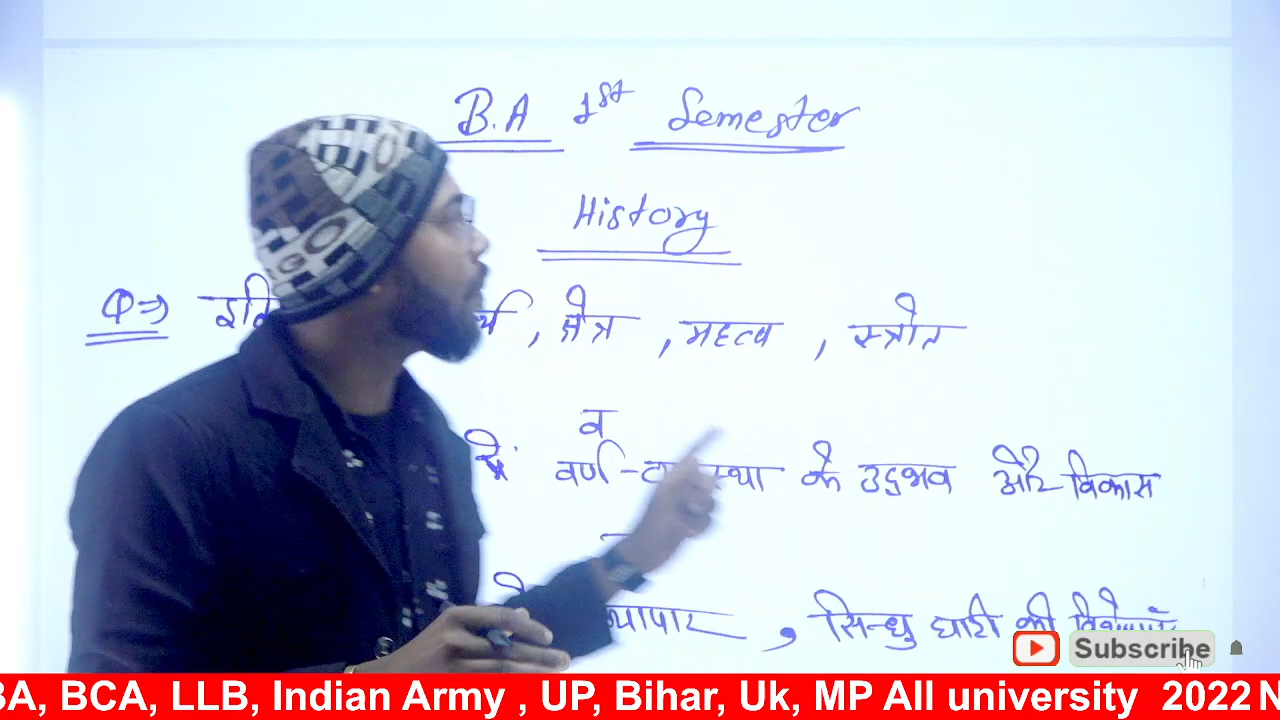 B.A 1st Semester
History
Q⇒ , क्षेत्र , महत्व , स्त्रोत
व
में वर्ण - के उद्भव और विकास
, सिन्धु घाटी की
Subscribe
BA, BCA, LLB, Indian Army , UP, Bihar, Uk, MP All university 2022 N